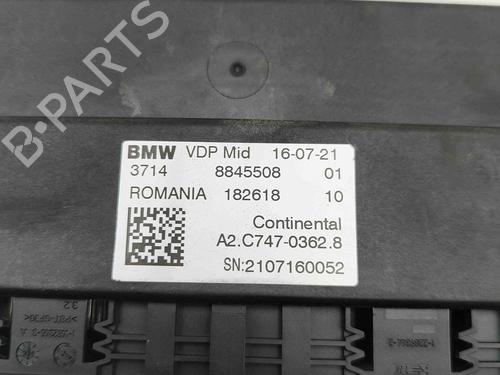 BMW VDP Mid 16-07-21
3714 8845508 01
ROMANIA 182618 10
Continental
A2.C747-0362.8
SN:2107160052
B-PARTS